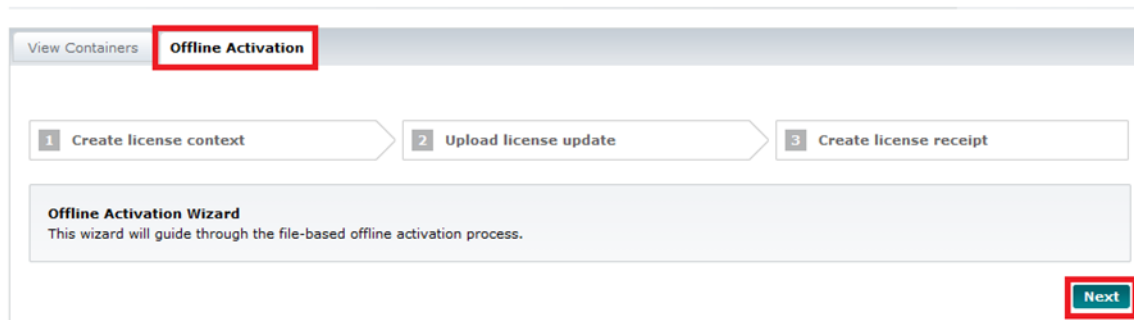 View Containers
Offline Activation
1 Create license context
2 Upload license update
3 Create license receipt
Offline Activation Wizard
This wizard will guide through the file-based offline activation process.
Next